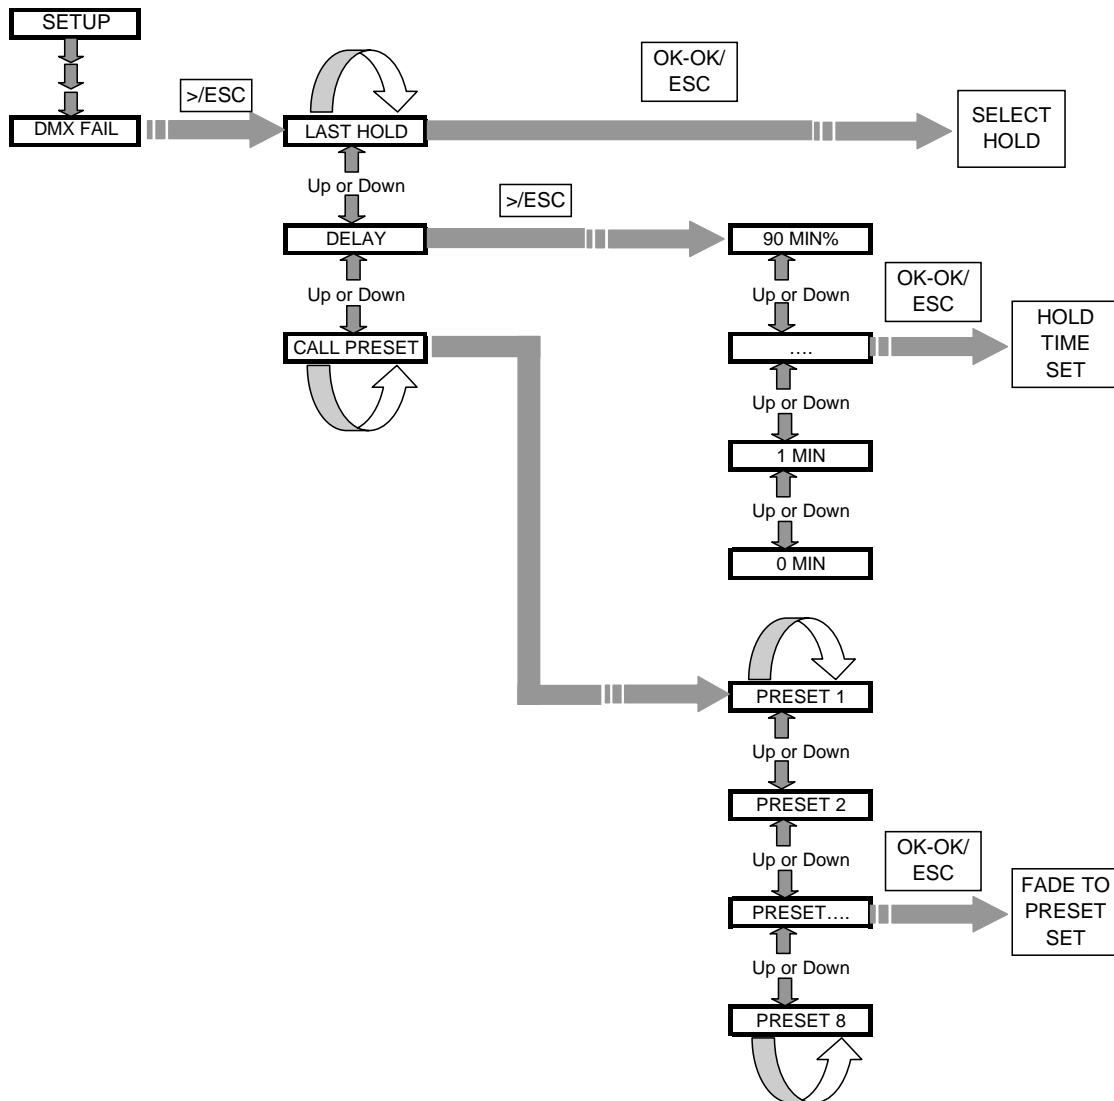 SETUP
DMX FAIL
>/ESC
LAST HOLD
OK-OK/
ESC
SELECT
HOLD
Up or Down
DELAY
>/ESC
90 MIN%
Up or Down
CALL PRESET
Up or Down
....
OK-OK/
ESC
HOLD
TIME
SET
Up or Down
1 MIN
Up or Down
0 MIN
PRESET 1
Up or Down
PRESET 2
Up or Down
PRESET....
OK-OK/
ESC
FADE TO
PRESET
SET
Up or Down
PRESET 8